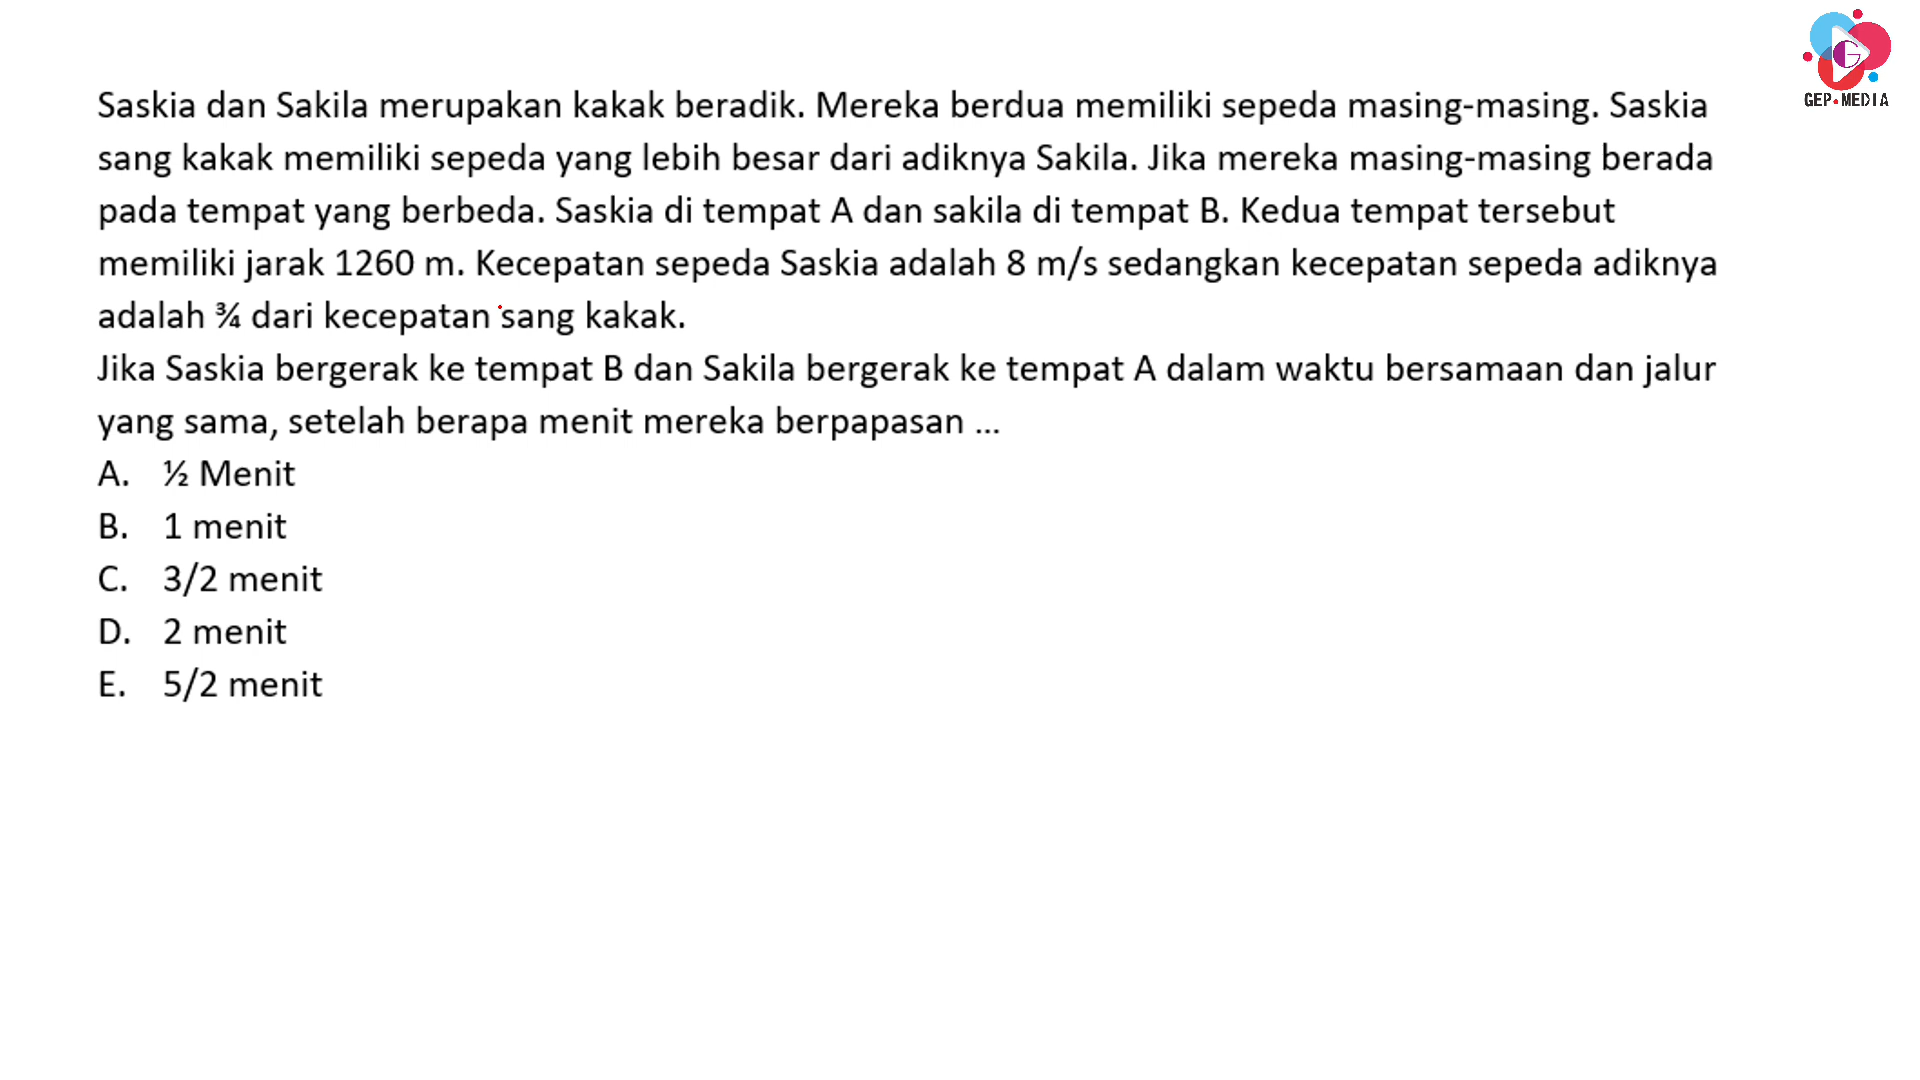 GEP•MEDIA
Saskia dan Sakila merupakan kakak beradik. Mereka berdua memiliki sepeda masing-masing. Saskia
sang kakak memiliki sepeda yang lebih besar dari adiknya Sakila. Jika mereka masing-masing berada
pada tempat yang berbeda. Saskia di tempat A dan sakila di tempat B. Kedua tempat tersebut
memiliki jarak 1260 m. Kecepatan sepeda Saskia adalah 8 m/s sedangkan kecepatan sepeda adiknya
adalah ¾ dari kecepatan sang kakak.
Jika Saskia bergerak ke tempat B dan Sakila bergerak ke tempat A dalam waktu bersamaan dan jalur
yang sama, setelah berapa menit mereka berpapasan ...
A. ½ Menit
B. 1 menit
C. 3/2 menit
D. 2 menit
E. 5/2 menit